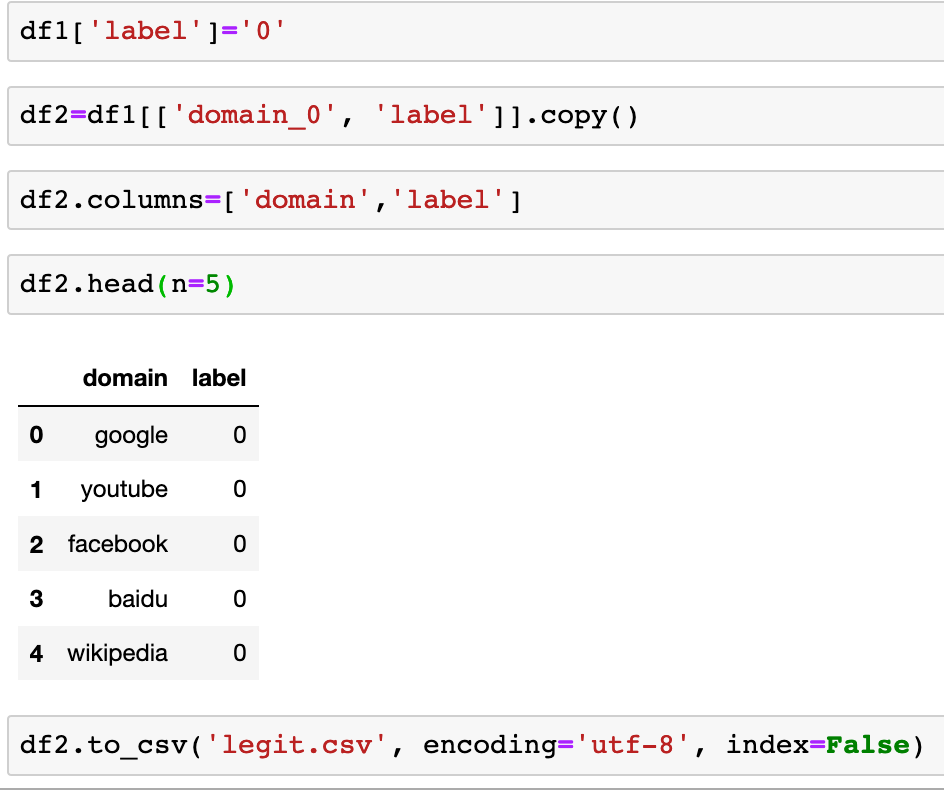 df1['label']='0'
df2=df1[['domain_0', 'label']].copy()
df2.columns=['domain','label']
df2.head(n=5)
domain label
0 google 0
1 youtube 0
2 facebook 0
3 baidu 0
4 wikipedia 0
df2.to_csv('legit.csv', encoding='utf-8', index=False)